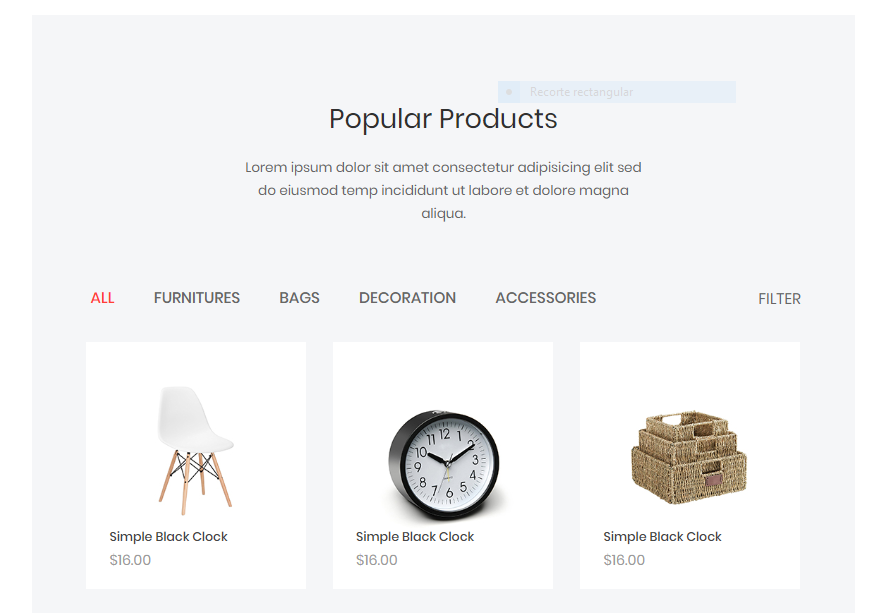 Recorte rectangular
Popular Products
Lorem ipsum dolor sit amet consectetur adipisicing elit sed
do eiusmod temp incididunt ut labore et dolore magna
aliqua.
ALL FURNITURES BAGS DECORATION ACCESSORIES FILTER
11 12 1
10 2
9 3
8 4
7 6 5
Simple Black Clock Simple Black Clock Simple Black Clock
$16.00 $16.00 $16.00